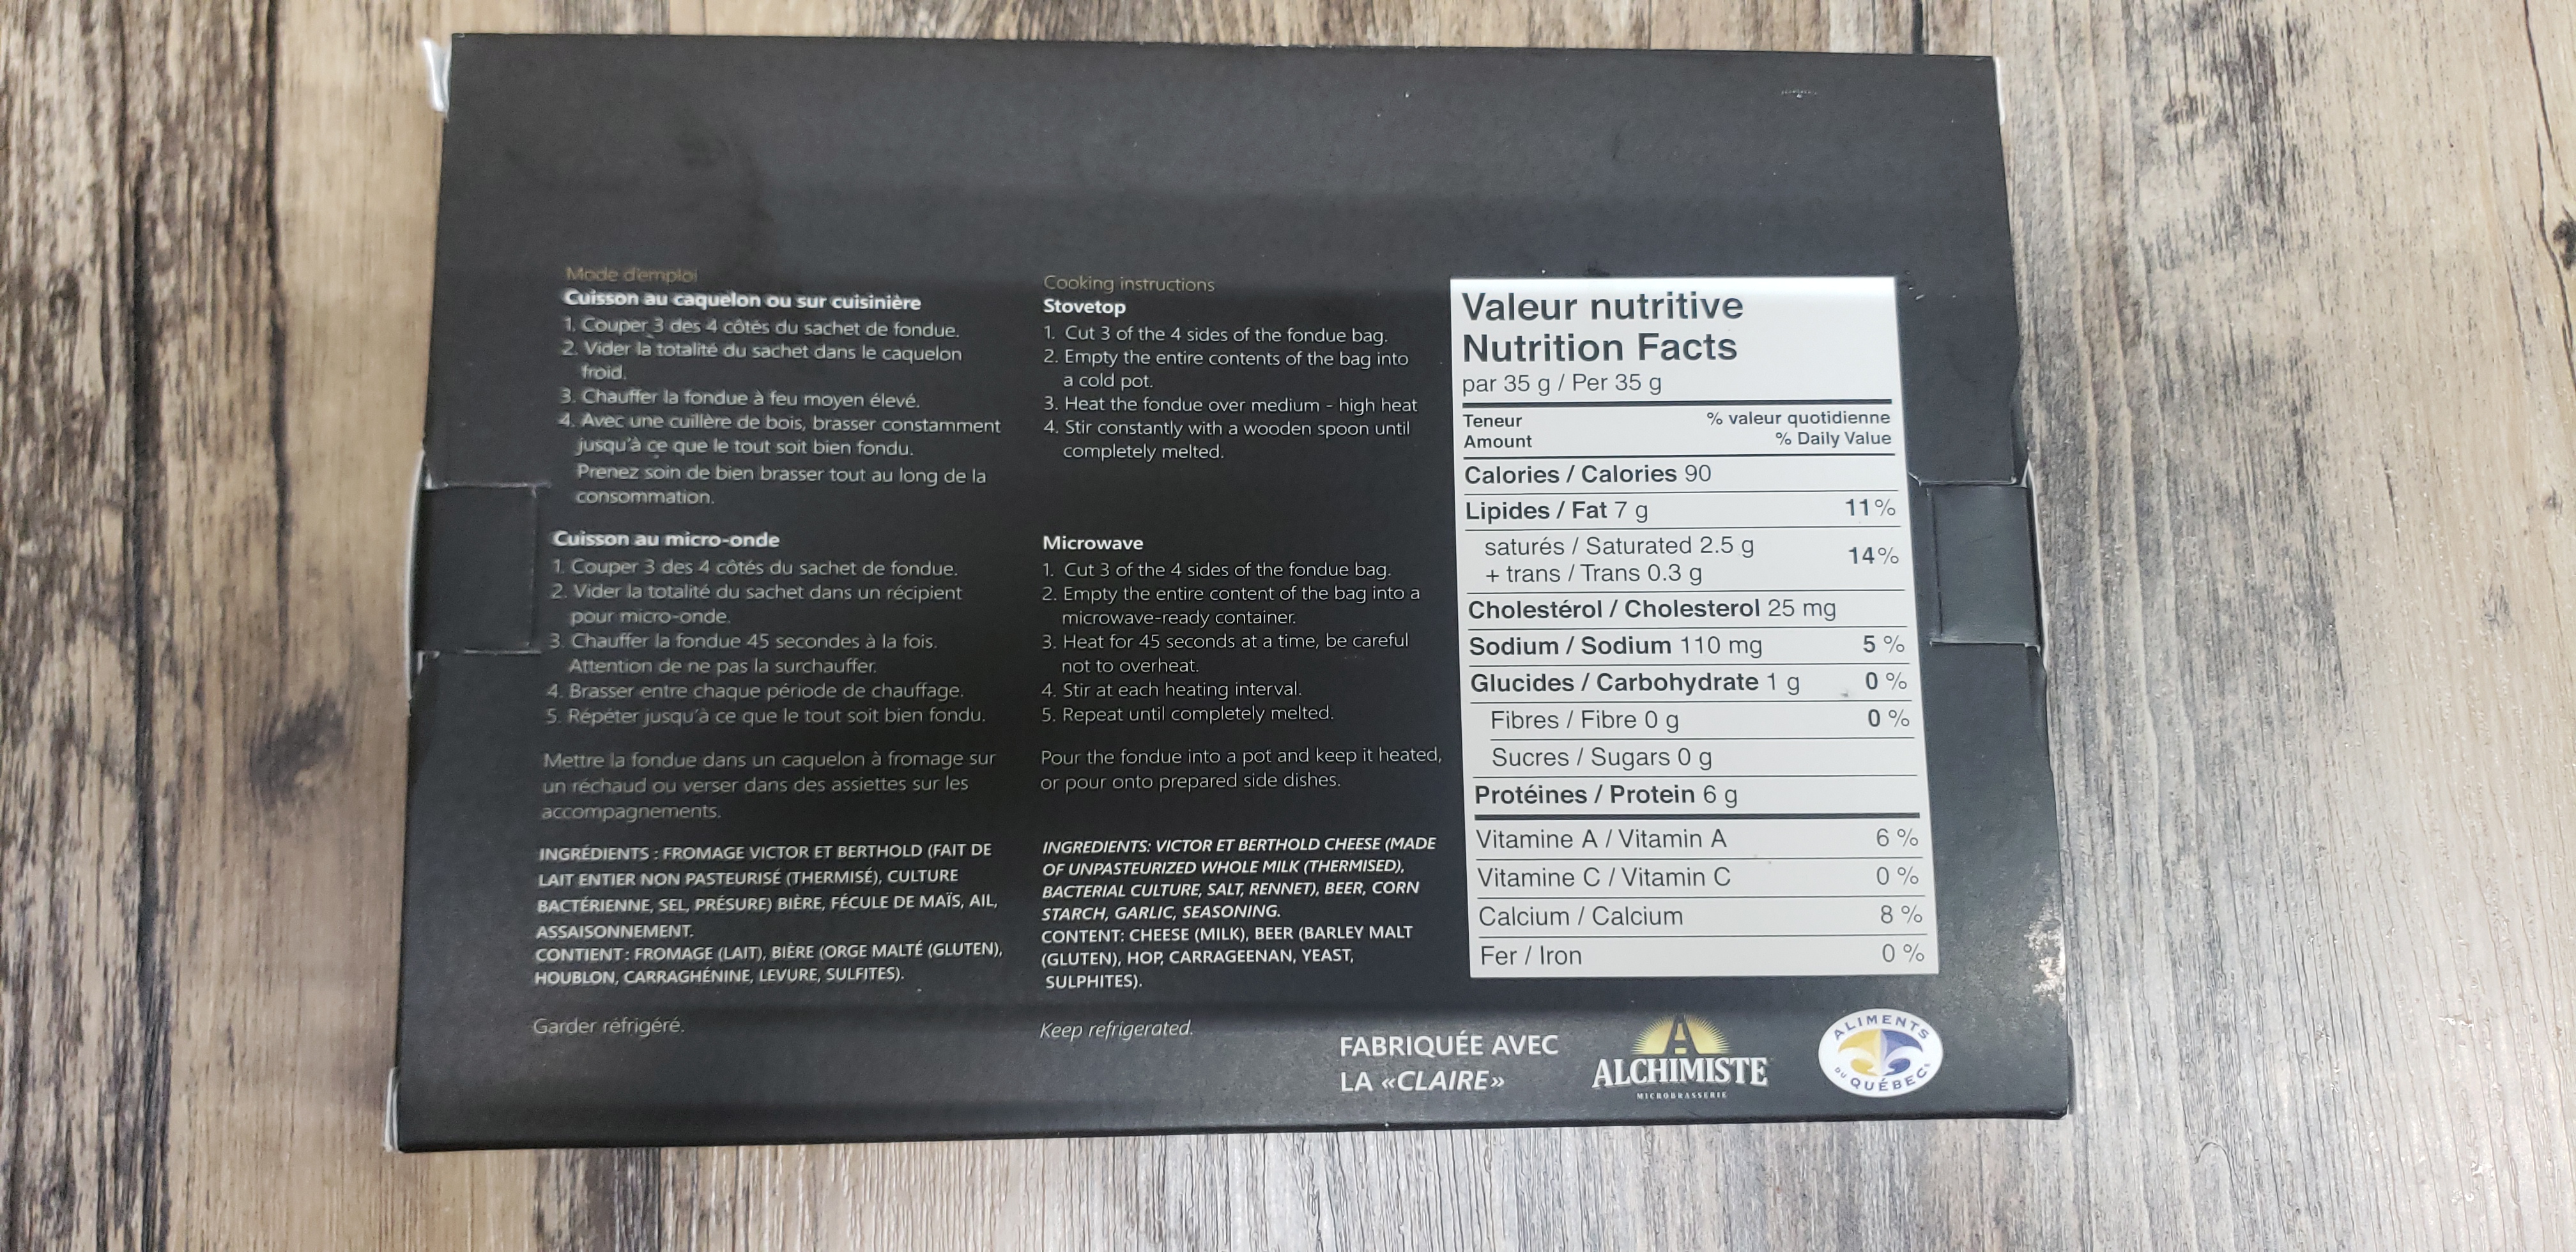 Mode d'emploi
Cuisson au caquelon ou sur cuisinière
1. Couper 3 des 4 côtés du sachet de fondue.
2. Vider la totalité du sachet dans le caquelon
froid.
3. Chauffer la fondue à feu moyen élevé.
4. Avec une cuillère de bois, brasser constamment
jusqu'à ce que le tout soit bien fondu.
Prenez soin de bien brasser tout au long de la
consommation.
Cuisson au micro-onde
1. Couper 3 des 4 côtés du sachet de fondue.
2. Vider la totalité du sachet dans un récipient
pour micro-onde.
3. Chauffer la fondue 45 secondes à la fois.
Attention de ne pas la surchauffer.
4. Brasser entre chaque période de chauffage.
5. Répéter jusqu'à ce que le tout soit bien fondu.
Mettre la fondue dans un caquelon à fromage sur
un réchaud ou verser dans des assiettes sur les
accompagnements.
INGRÉDIENTS : FROMAGE VICTOR ET BERTHOLD (FAIT DE
LAIT ENTIER NON PASTEURISÉ (THERMISÉ), CULTURE
BACTÉRIENNE, SEL, PRÉSURE) BIÈRE, FÉCULE DE MAÏS, AIL,
ASSAISONNEMENT.
CONTIENT : FROMAGE (LAIT), BIÈRE (ORGE MALTÉ (GLUTEN),
HOUBLON, CARRAGHÉNINE, LEVURE, SULFITES).
Garder réfrigéré.
Cooking instructions
Stovetop
1. Cut 3 of the 4 sides of the fondue bag.
2. Empty the entire contents of the bag into
a cold pot.
3. Heat the fondue over medium - high heat
4. Stir constantly with a wooden spoon until
completely melted.
Microwave
1. Cut 3 of the 4 sides of the fondue bag.
2. Empty the entire content of the bag into a
microwave-ready container.
3. Heat for 45 seconds at a time, be careful
not to overheat.
4. Stir at each heating interval.
5. Repeat until completely melted.
Pour the fondue into a pot and keep it heated,
or pour onto prepared side dishes.
INGREDIENTS: VICTOR ET BERTHOLD CHEESE (MADE
OF UNPASTEURIZED WHOLE MILK (THERMISED),
BACTERIAL CULTURE, SALT, RENNET), BEER, CORN
STARCH, GARLIC, SEASONING.
CONTENT: CHEESE (MILK), BEER (BARLEY MALT
(GLUTEN), HOP, CARRAGEENAN, YEAST,
SULPHITES).
Keep refrigerated.
Valeur nutritive
Nutrition Facts
par 35 g / Per 35 g
Teneur % valeur quotidienne
Amount % Daily Value
Calories / Calories 90
Lipides / Fat 7 g 11%
saturés / Saturated 2.5 g
+ trans / Trans 0.3 g 14%
Cholestérol / Cholesterol 25 mg
Sodium / Sodium 110 mg 5 %
Glucides / Carbohydrate 1 g 0 %
Fibres / Fibre 0 g 0 %
Sucres / Sugars 0 g
Protéines / Protein 6 g
Vitamine A / Vitamin A 6 %
Vitamine C / Vitamin C 0 %
Calcium / Calcium 8 %
Fer / Iron 0 %
FABRIQUÉE AVEC
LA «CLAIRE»
ALCHIMISTE
MICROBRASSERIE
ALIMENTS
DU QUÉBEC